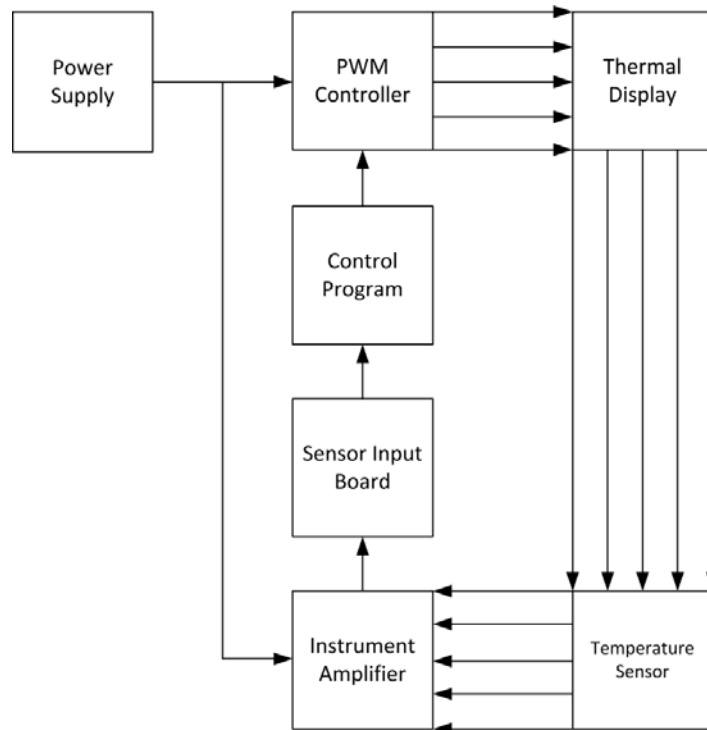 Power
Supply
PWM
Controller
Thermal
Display
Control
Program
Sensor Input
Board
Instrument
Amplifier
Temperature
Sensor